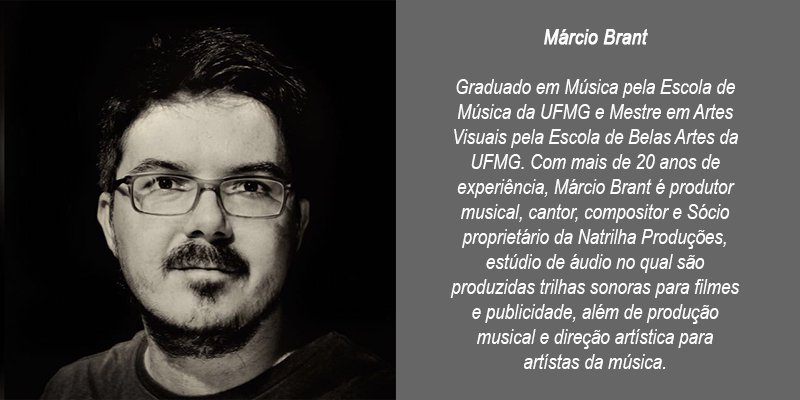 Márcio Brant
Graduado em Música pela Escola de
Música da UFMG e Mestre em Artes
Visuais pela Escola de Belas Artes da
UFMG. Com mais de 20 anos de
experiência, Márcio Brant é produtor
musical, cantor, compositor e Sócio
proprietário da Natrilha Produções,
estúdio de áudio no qual são
produzidas trilhas sonoras para filmes
e publicidade, além de produção
musical e direção artística para
artístas da música.